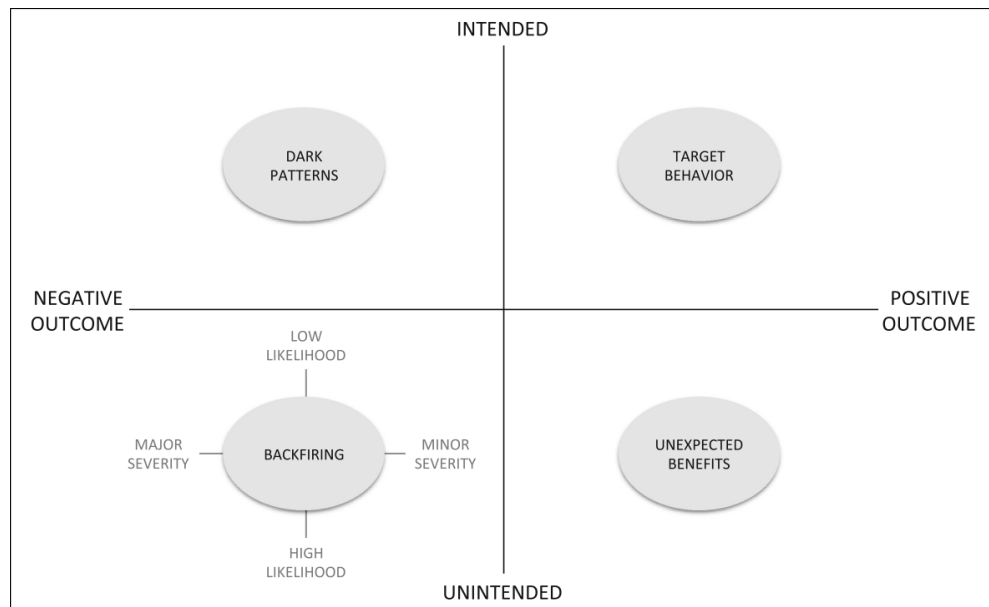 INTENDED
DARK
PATTERNS
TARGET
BEHAVIOR
NEGATIVE
OUTCOME
POSITIVE
OUTCOME
LOW
LIKELIHOOD
MAJOR
SEVERITY
BACKFIRING
MINOR
SEVERITY
UNEXPECTED
BENEFITS
HIGH
LIKELIHOOD
UNINTENDED